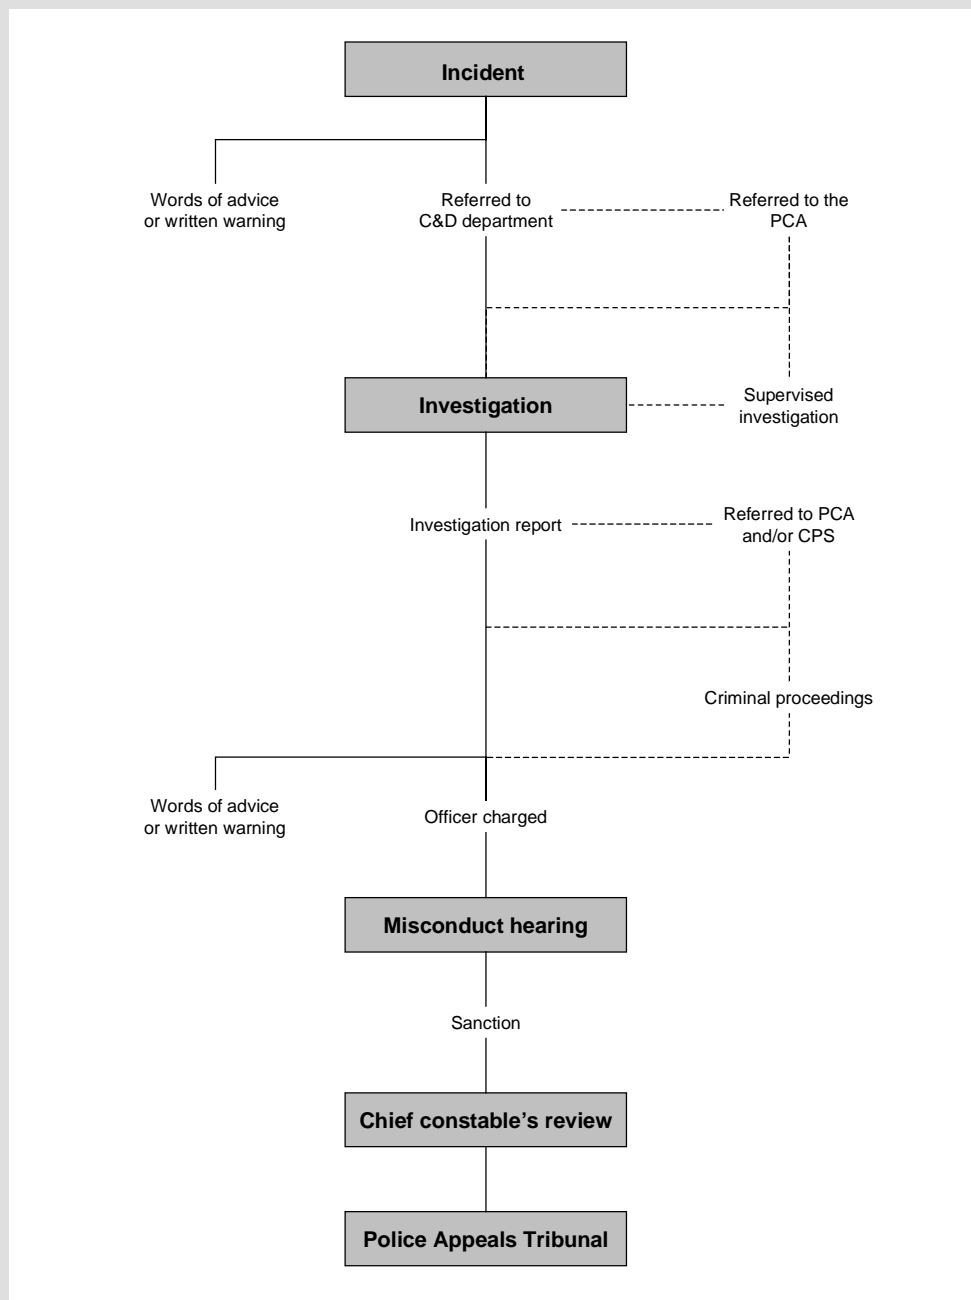 Incident
Words of advice
or written warning
Referred to
C&D department
Referred to the
PCA
Investigation
Supervised
investigation
Investigation report
Referred to PCA
and/or CPS
Criminal proceedings
Words of advice
or written warning
Officer charged
Misconduct hearing
Sanction
Chief constable’s review
Police Appeals Tribunal